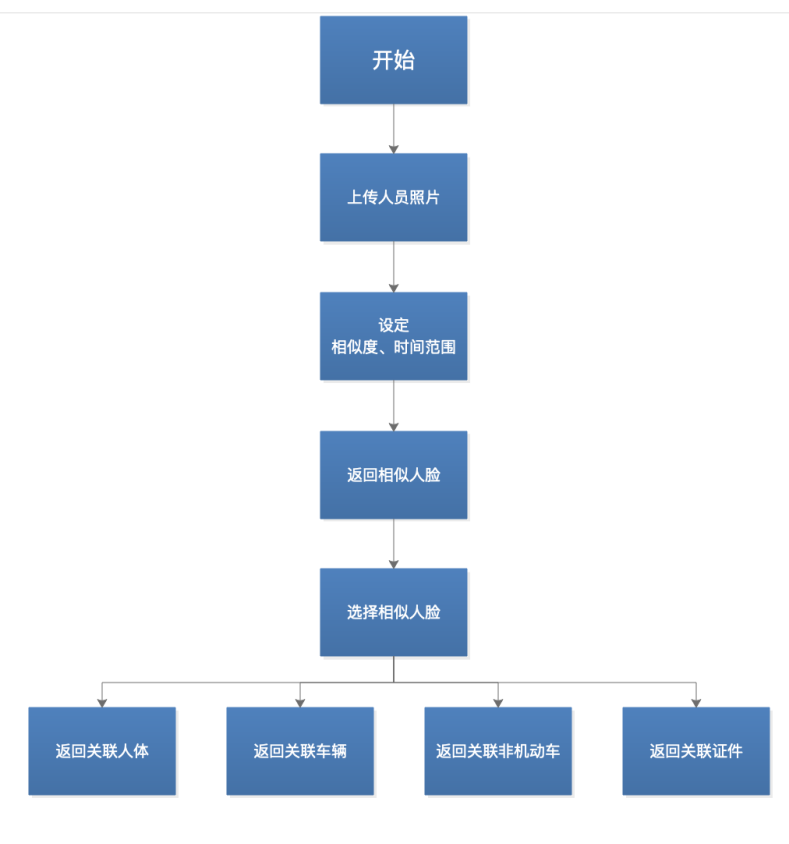 开始
上传人员照片
设定
相似度、时间范围
返回相似人脸
选择相似人脸
返回关联人体
返回关联车辆
返回关联非机动车
返回关联证件